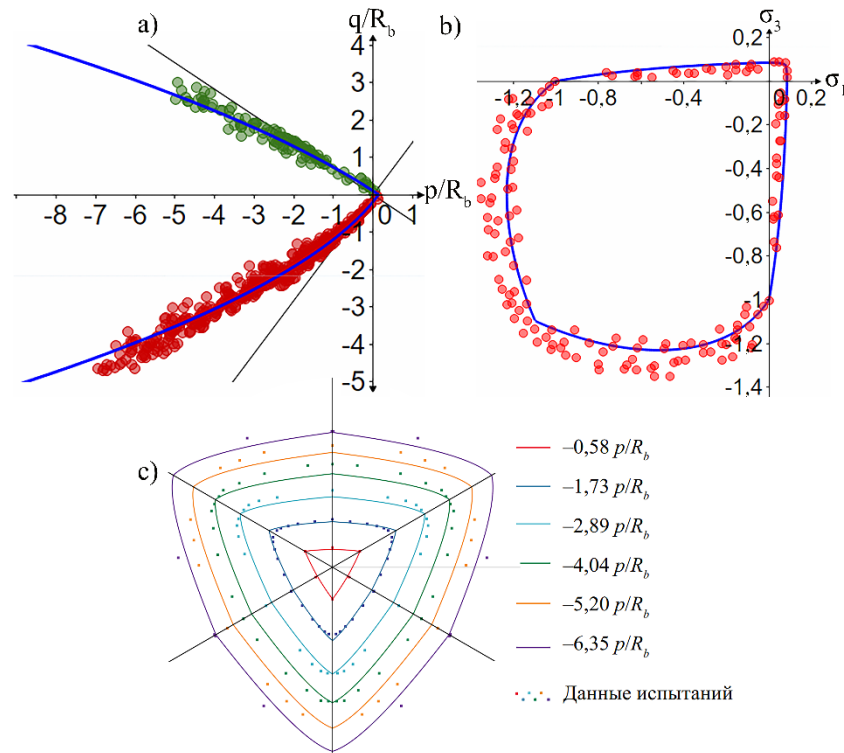 a)
q/R_b
4
3
2
1
p/R_b
-8 -7 -6 -5 -4 -3 -2 0 1
-1
-2
-3
-4
-5
b)
σ_3
0,2
σ_1
-1,2 -1 -0,8 -0,4 0 0,2
-0,2
-0,4
-0,6
-0,8
-1
-1,2
-1,4
c)
–0,58 p/R_b
–1,73 p/R_b
–2,89 p/R_b
–4,04 p/R_b
–5,20 p/R_b
–6,35 p/R_b
Данные испытаний